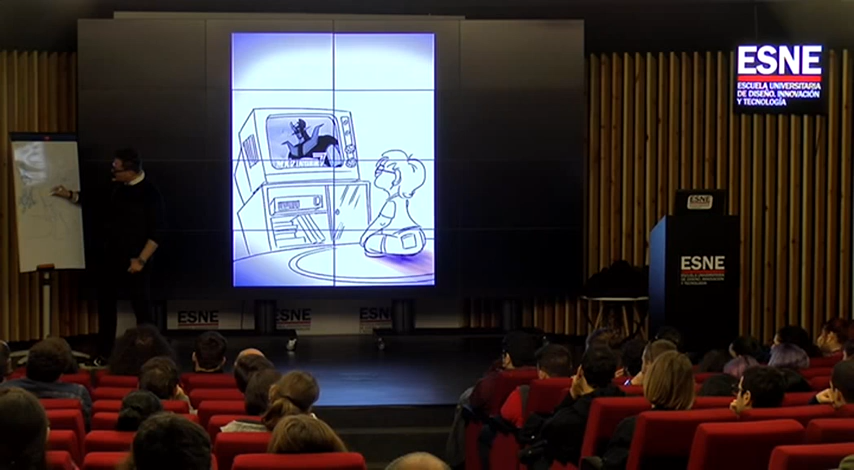 ESNE
ESCUELA UNIVERSITARIA
DE DISEÑO, INNOVACIÓN
Y TECNOLOGÍA
ESNE
ESNE
ESNE
ESNE
ESNE